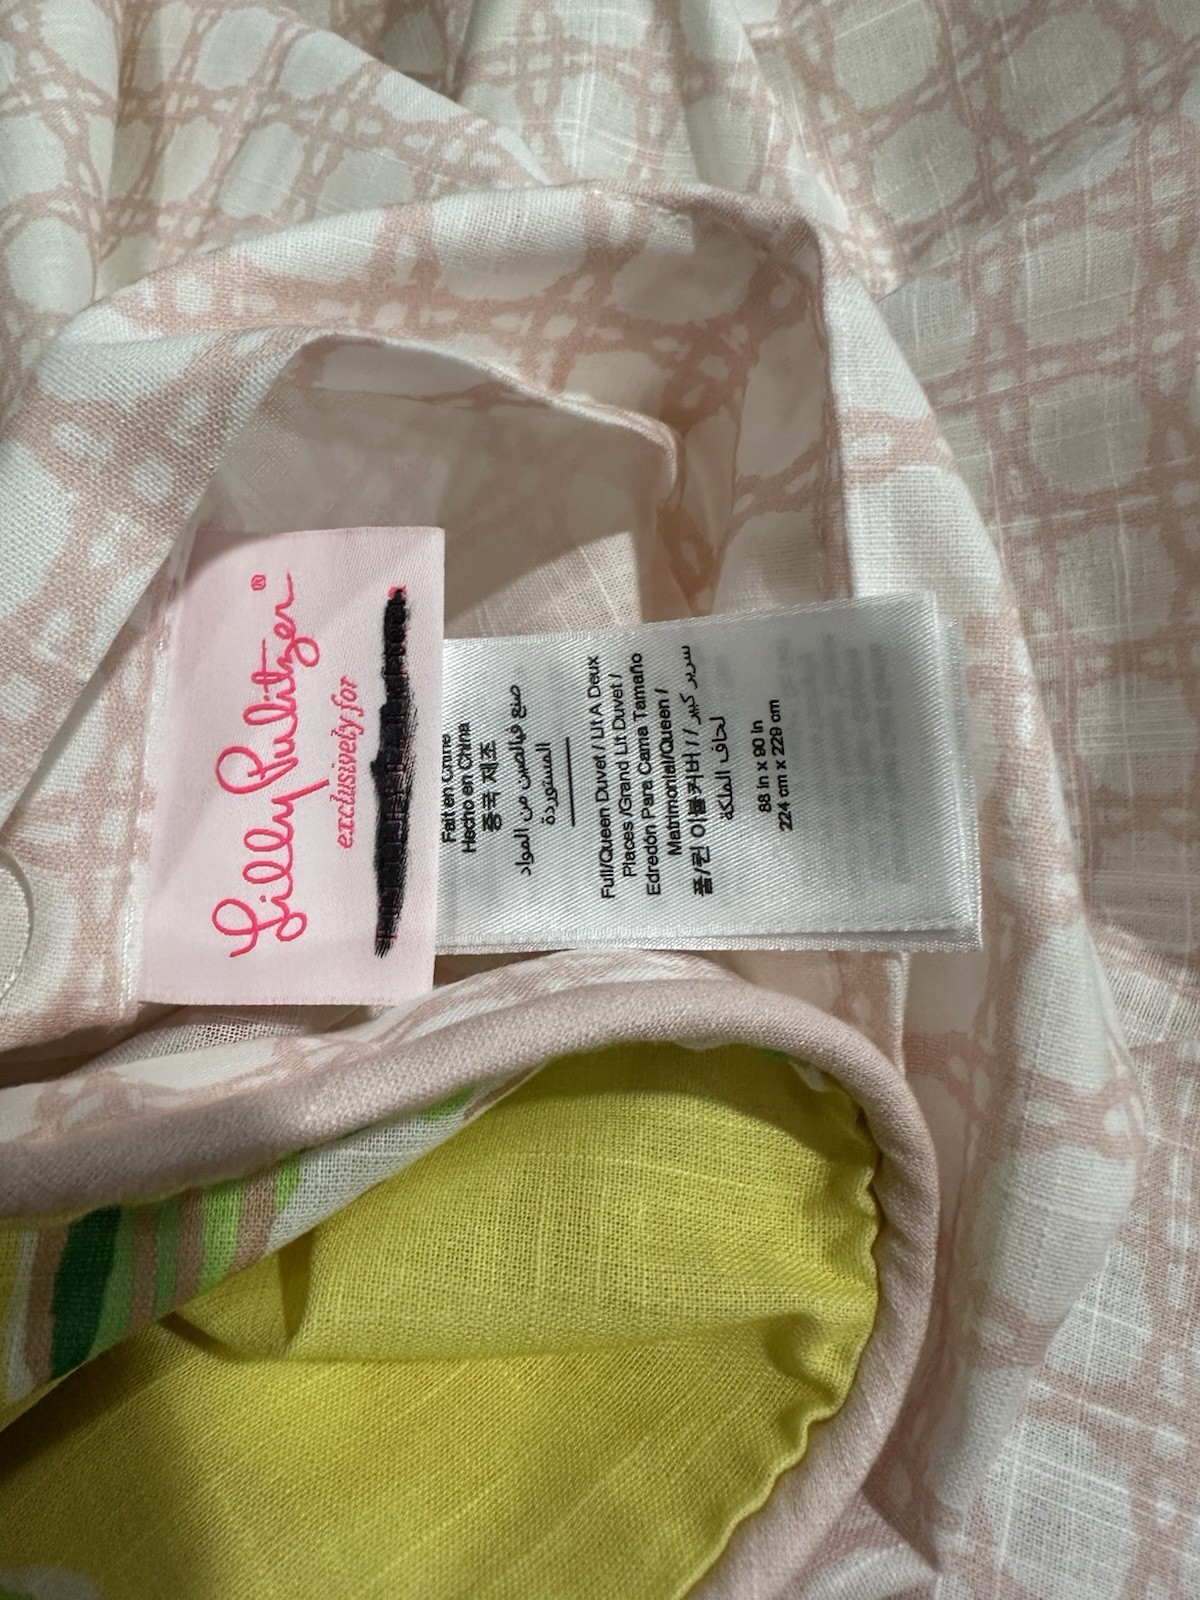 Lilly Pulitzer®
exclusively for
Fait en Chine
Hecho en China
중국 제조
صنع فيالصين من المواد
المستوردة
Full/Queen Duvet / Lit A Deux
Places /Grand Lit Duvet /
Edredón Para Cama Tamaño
Matrimonial/Queen /
풀/퀸 이불커버 / / سرير كبير
لحاف الملكة
88 in x 90 in
224 cm x 229 cm